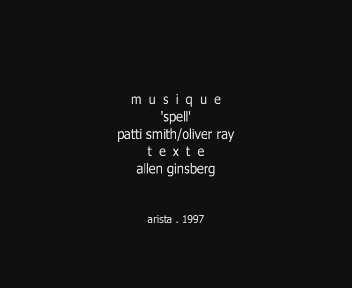 m u s i q u e
'spell'
patti smith/oliver ray
t e x t e
allen ginsberg
arista . 1997